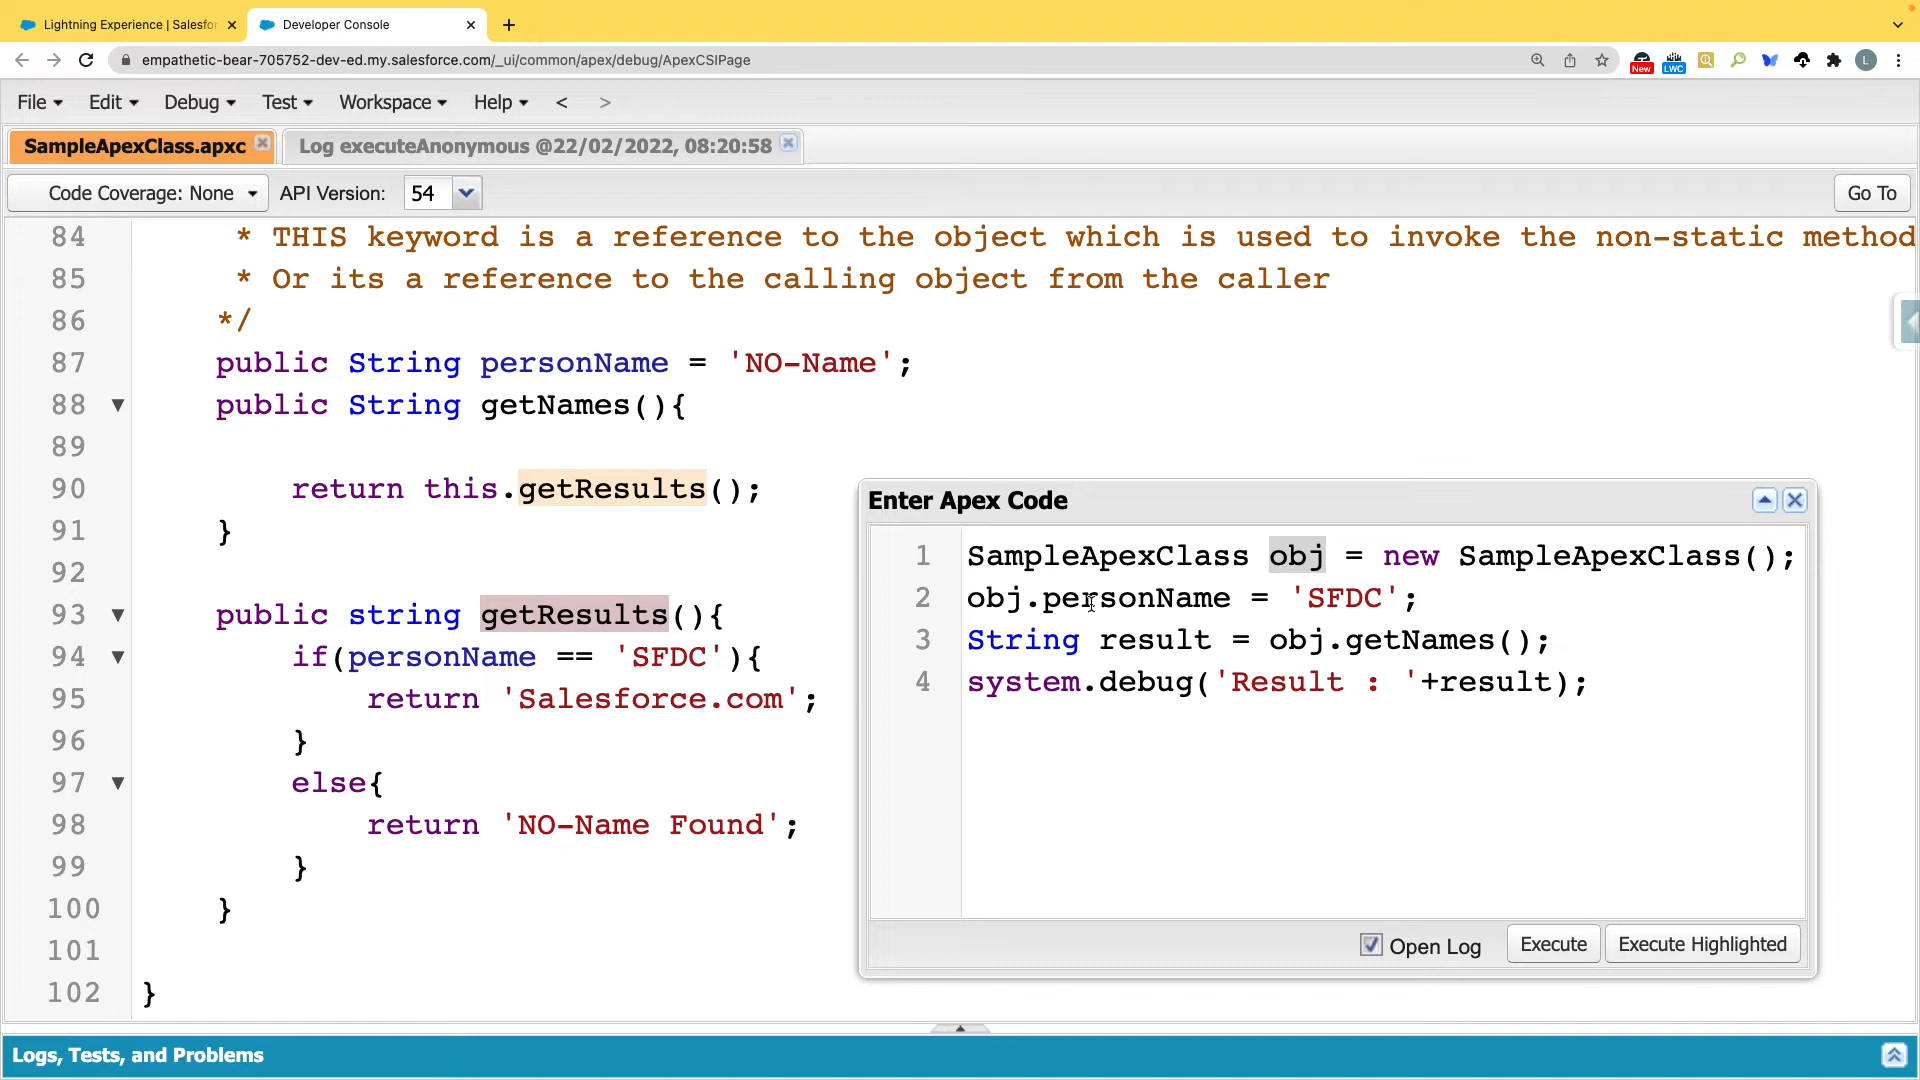 Lightning Experience | Salesfor
Developer Console
empathetic-bear-705752-dev-ed.my.salesforce.com/_ui/common/apex/debug/ApexCSIPage
New
LWC
L
File Edit Debug Test Workspace Help < >
SampleApexClass.apxc
Log executeAnonymous @22/02/2022, 08:20:58
Code Coverage: None API Version: 54 Go To
84 * THIS keyword is a reference to the object which is used to invoke the non-static method
85 * Or its a reference to the calling object from the caller
86 */
87 public String personName = 'NO-Name';
88 public String getNames(){
89
90 return this.getResults();
91 }
92
93 public string getResults(){
94 if(personName == 'SFDC'){
95 return 'Salesforce.com';
96 }
97 else{
98 return 'NO-Name Found';
99 }
100 }
101
102 }
Enter Apex Code
1 SampleApexClass obj = new SampleApexClass();
2 obj.personName = 'SFDC';
3 String result = obj.getNames();
4 system.debug('Result : '+result);
Open Log Execute Execute Highlighted
Logs, Tests, and Problems